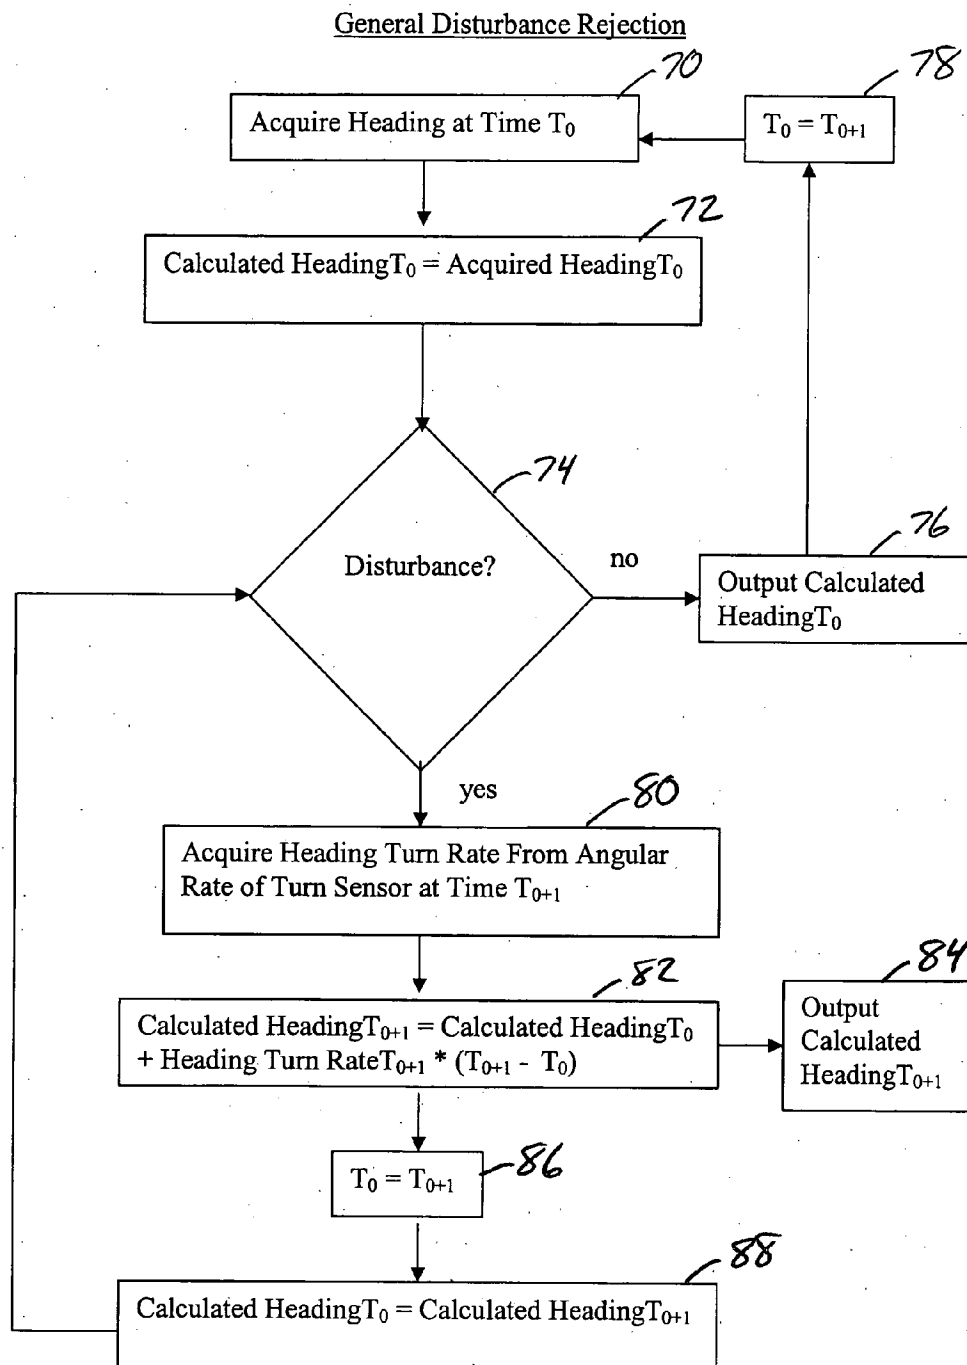 General Disturbance Rejection
70
78
Acquire Heading at Time T₀
T₀ = T₀₊₁
72
Calculated HeadingT₀ = Acquired HeadingT₀
74
Disturbance?
no
76
Output Calculated
HeadingT₀
yes
80
Acquire Heading Turn Rate From Angular
Rate of Turn Sensor at Time T₀₊₁
82
Calculated HeadingT₀₊₁ = Calculated HeadingT₀
+ Heading Turn RateT₀₊₁ * (T₀₊₁ - T₀)
84
Output
Calculated
HeadingT₀₊₁
86
T₀ = T₀₊₁
88
Calculated HeadingT₀ = Calculated HeadingT₀₊₁